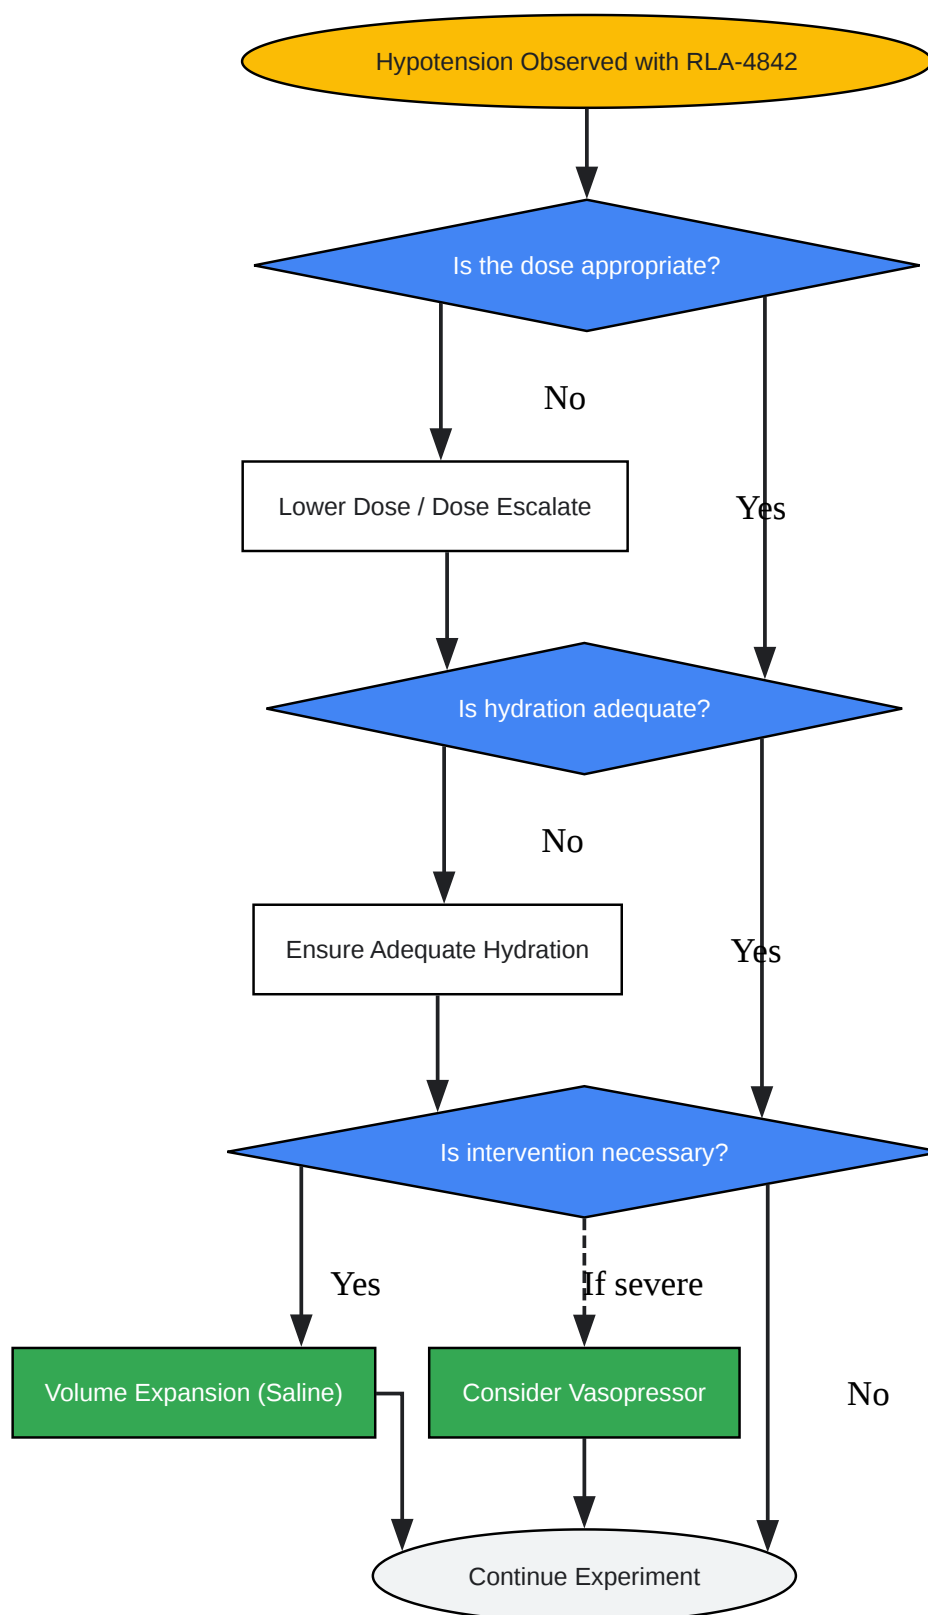 Hypotension Observed with RLA-4842
Is the dose appropriate?
No
Lower Dose / Dose Escalate
Yes
Is hydration adequate?
No
Ensure Adequate Hydration
Yes
Is intervention necessary?
Yes
If severe
Volume Expansion (Saline)
Consider Vasopressor
No
Continue Experiment